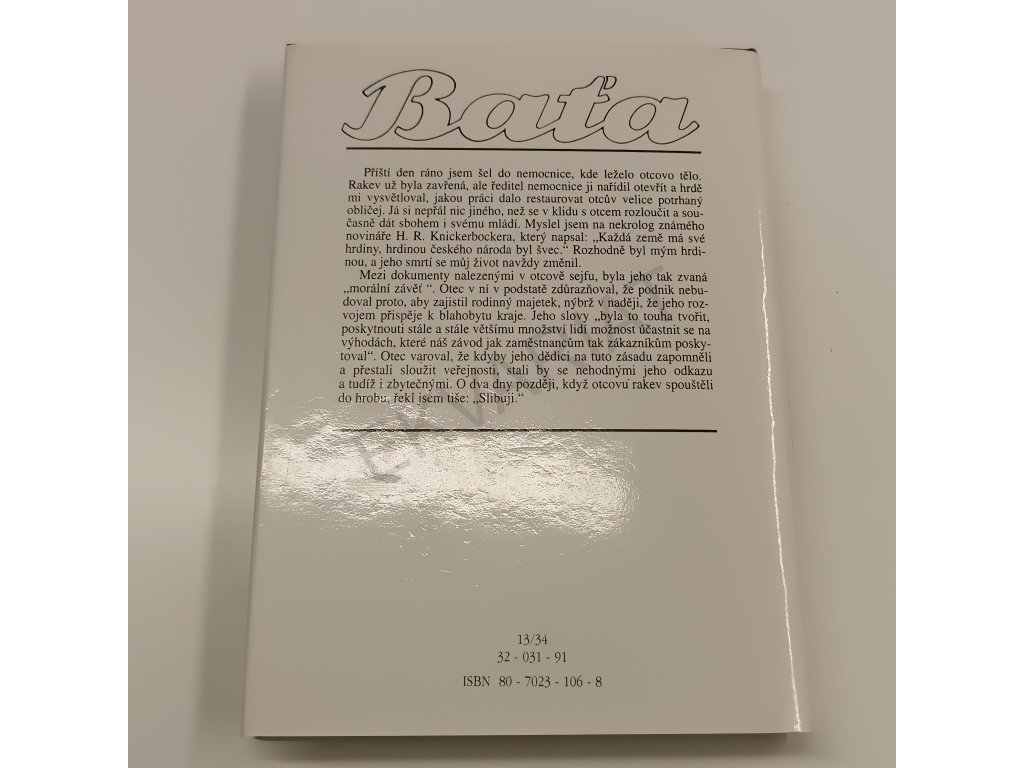 Baťa
Příští den ráno jsem šel do nemocnice, kde leželo otcovo tělo.
Rakev už byla zavřená, ale ředitel nemocnice ji nařídil otevřít a hrdě
mi vysvětloval, jakou práci dalo restaurovat otcův velice potrhaný
obličej. Já si nepřál nic jiného, než se v klidu s otcem rozloučit a sou-
časně dát sbohem i svému mládí. Myslel jsem na nekrolog známého
novináře H. R. Knickerbockera, který napsal: „Každá země má své
hrdiny, hrdinou českého národa byl švec.“ Rozhodně byl mým hrdi-
nou, a jeho smrtí se můj život navždy změnil.
Mezi dokumenty nalezenými v otcově sejfu, byla jeho tak zvaná
„morální závěť “. Otec v ní v podstatě zdůrazňoval, že podnik nebu-
doval proto, aby zajistil rodinný majetek, nýbrž v naději, že jeho roz-
vojem přispěje k blahobytu kraje. Jeho slovy „byla to touha tvořit,
poskytnouti stále a stále většímu množství lidí možnost účastnit se na
výhodách, které náš závod jak zaměstnancům tak zákazníkům posky-
toval“. Otec varoval, že kdyby jeho dědici na tuto zásadu zapomněli
a přestali sloužit veřejnosti, stali by se nehodnými jeho odkazu
a tudíž i zbytečnými. O dva dny později, když otcovu rakev spouštěli
do hrobu, řekl jsem tiše: „Slibuji.“
13/34
32 - 031 - 91
ISBN 80 - 7023 - 106 - 8